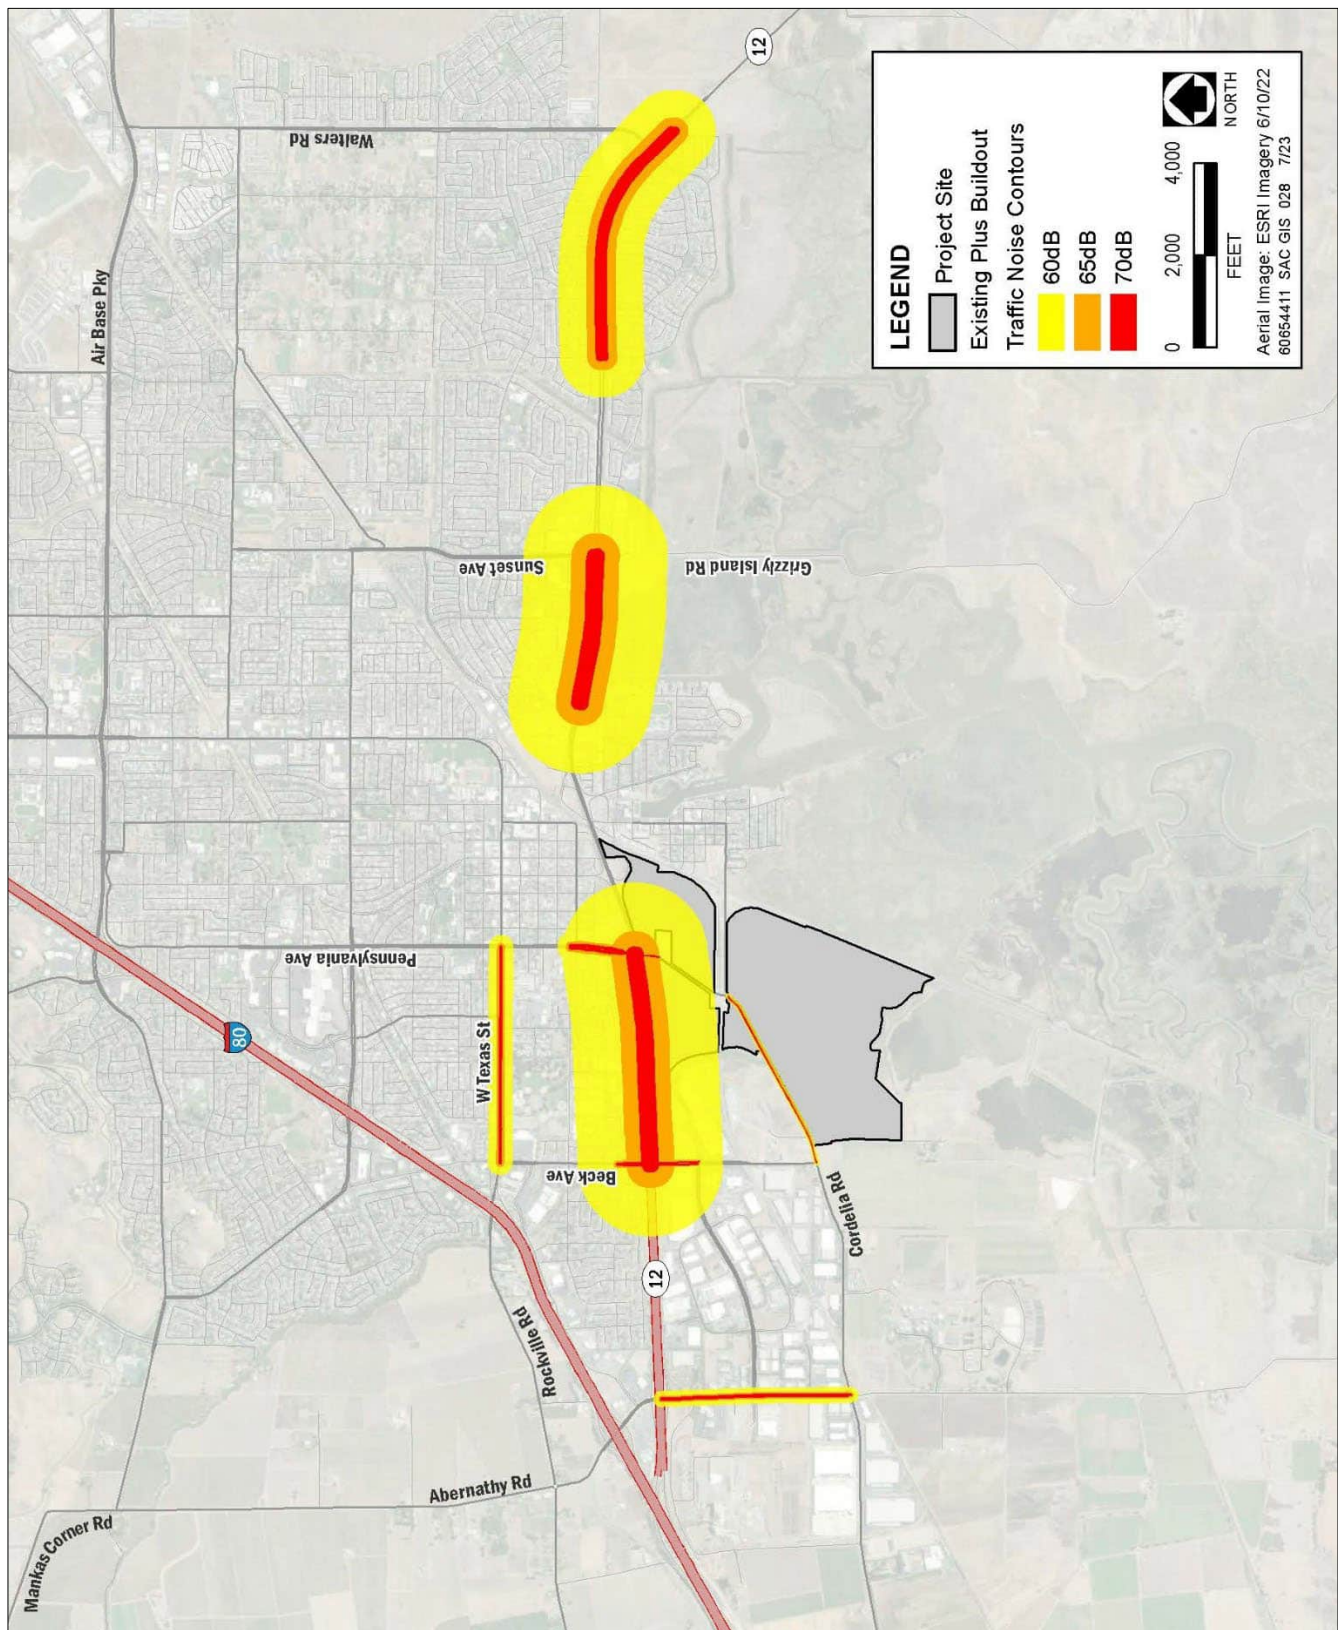 Mankas Corner Rd
Abernathy Rd
Rockville Rd
80
W Texas St
Pennsylvania Ave
Beck Ave
12
Cordelia Rd
Air Base Pky
Sunset Ave
Grizzly Island Rd
Walters Rd
12
LEGEND
Project Site
Existing Plus Buildout
Traffic Noise Contours
60dB
65dB
70dB
0 2,000 4,000
FEET
NORTH
Aerial Image: ESRI Imagery 6/10/22
60654411 SAC GIS 028 7/23